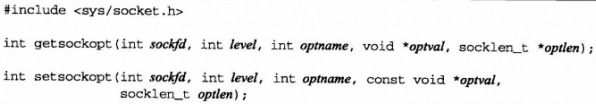 #include <sys/socket.h>
int getsockopt(int sockfd, int level, int optname, void *optval, socklen_t *optlen);
int setsockopt(int sockfd, int level, int optname, const void *optval,
socklen_t optlen);